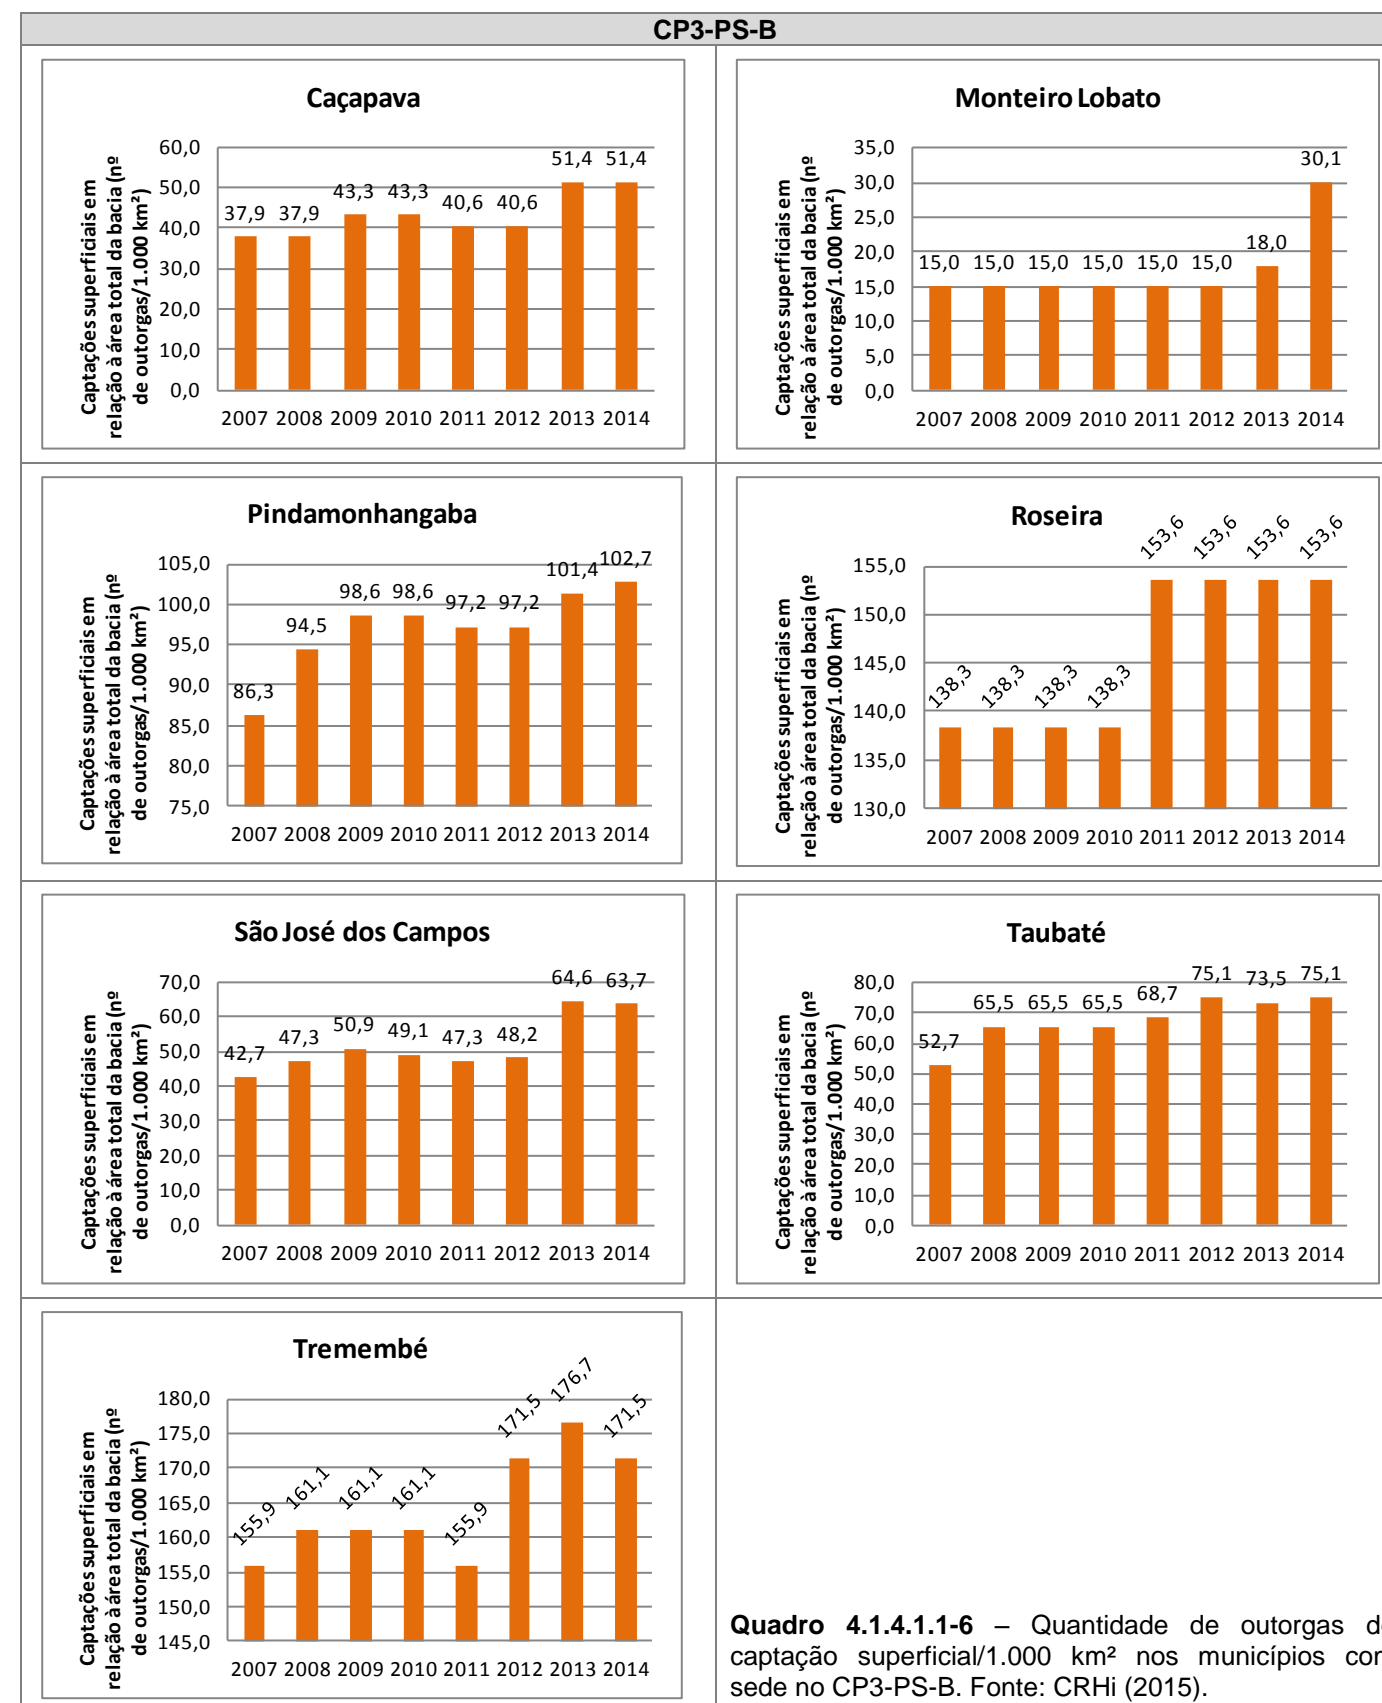 CP3-PS-B
Caçapava
Captações superficiais em
relação à área total da bacia (nº
de outorgas/1.000 km²)
60,0
50,0
40,0
30,0
20,0
10,0
0,0
37,9 37,9 43,3 43,3 40,6 40,6 51,4 51,4
2007 2008 2009 2010 2011 2012 2013 2014
Monteiro Lobato
Captações superficiais em
relação à área total da bacia (nº
de outorgas/1.000 km²)
35,0
30,0
25,0
20,0
15,0
10,0
5,0
0,0
15,0 15,0 15,0 15,0 15,0 15,0 18,0 30,1
2007 2008 2009 2010 2011 2012 2013 2014
Pindamonhangaba
Captações superficiais em
relação à área total da bacia (nº
de outorgas/1.000 km²)
105,0
100,0
95,0
90,0
85,0
80,0
75,0
86,3 94,5 98,6 98,6 97,2 97,2 101,4 102,7
2007 2008 2009 2010 2011 2012 2013 2014
Roseira
Captações superficiais em
relação à área total da bacia (nº
de outorgas/1.000 km²)
155,0
150,0
145,0
140,0
135,0
130,0
138,3 138,3 138,3 138,3 153,6 153,6 153,6 153,6
2007 2008 2009 2010 2011 2012 2013 2014
São José dos Campos
Captações superficiais em
relação à área total da bacia (nº
de outorgas/1.000 km²)
70,0
60,0
50,0
40,0
30,0
20,0
10,0
0,0
42,7 47,3 50,9 49,1 47,3 48,2 64,6 63,7
2007 2008 2009 2010 2011 2012 2013 2014
Taubaté
Captações superficiais em
relação à área total da bacia (nº
de outorgas/1.000 km²)
80,0
70,0
60,0
50,0
40,0
30,0
20,0
10,0
0,0
52,7 65,5 65,5 65,5 68,7 75,1 73,5 75,1
2007 2008 2009 2010 2011 2012 2013 2014
Tremembé
Captações superficiais em
relação à área total da bacia (nº
de outorgas/1.000 km²)
180,0
175,0
170,0
165,0
160,0
155,0
150,0
145,0
155,9 161,1 161,1 161,1 155,9 171,5 176,7 171,5
2007 2008 2009 2010 2011 2012 2013 2014
Quadro 4.1.4.1.1-6 – Quantidade de outorgas
captação superficial/1.000 km² nos municípios
sede no CP3-PS-B. Fonte: CRHi (2015).